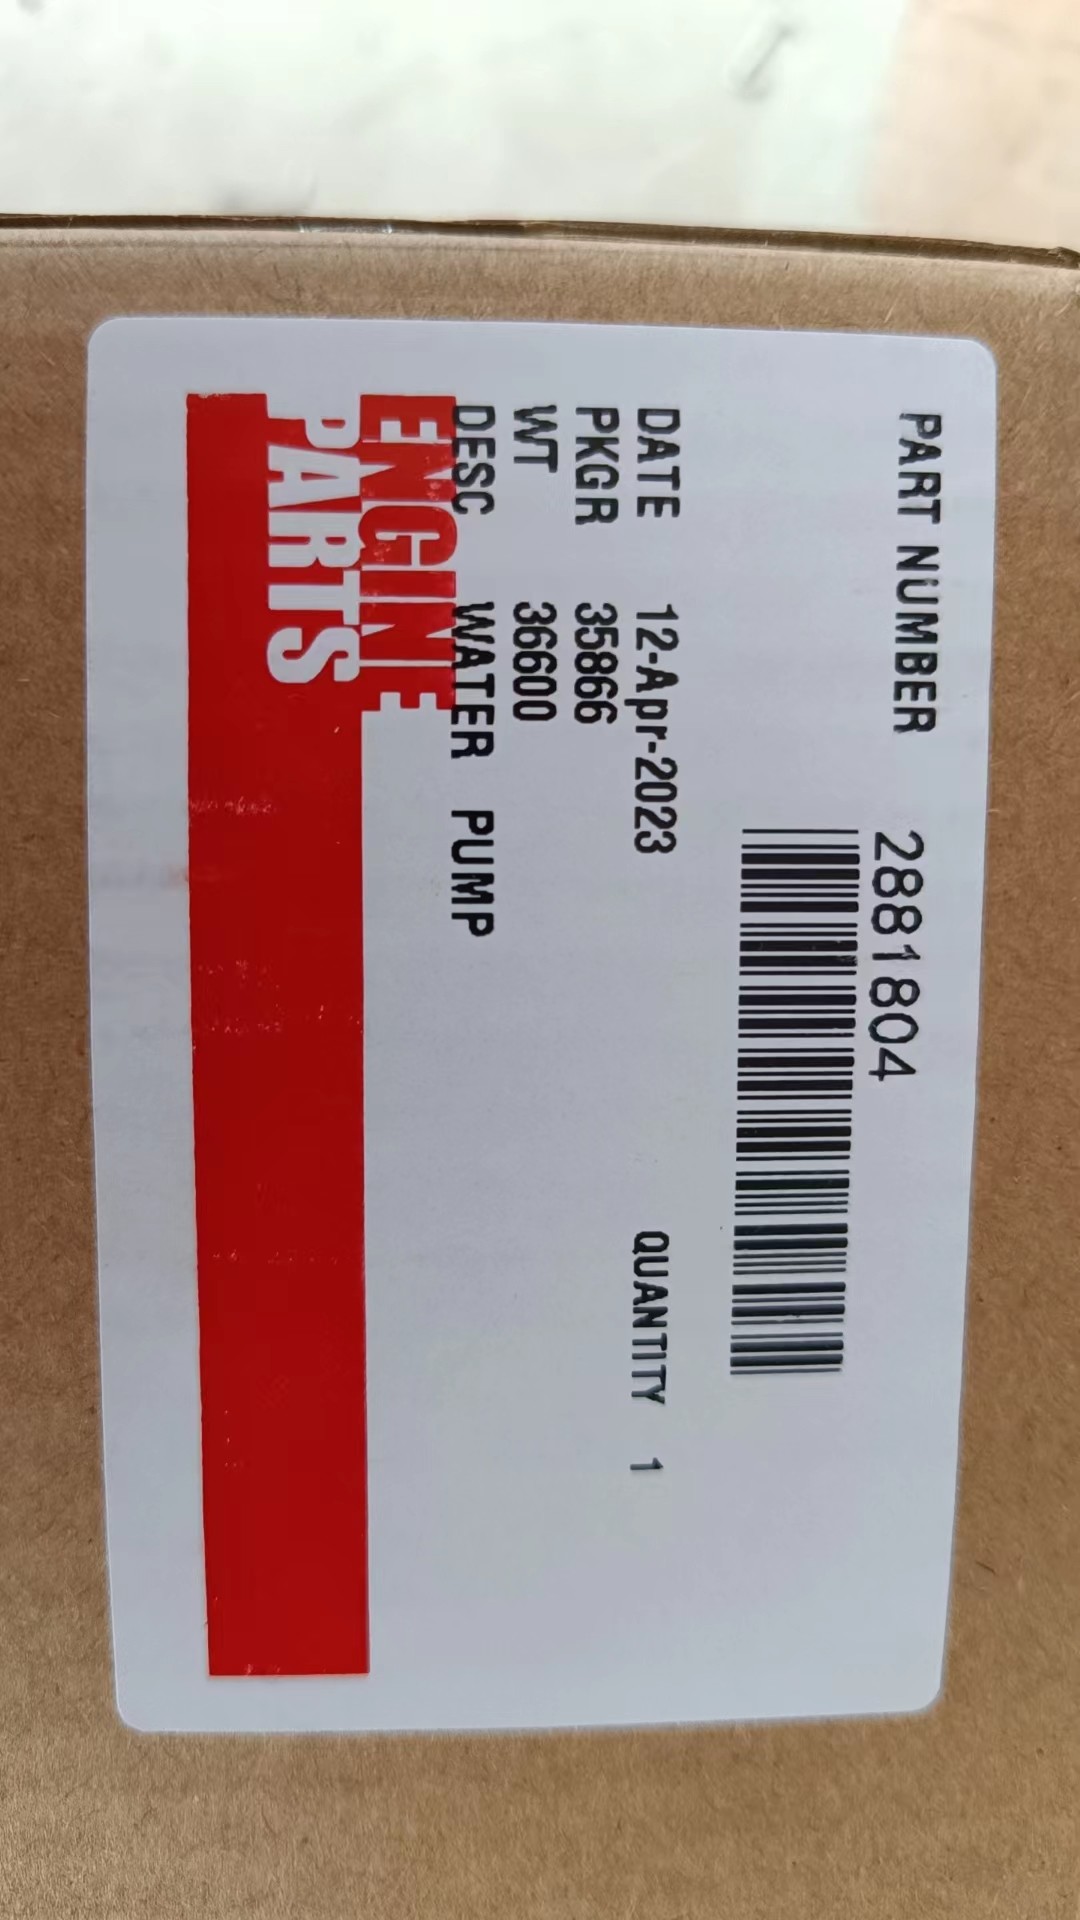 PART NUMBER 2881804
DATE 12-Apr-2023 QUANTITY 1
PKGR 35866
WT 36600
DESC WATER PUMP
ENGINE
PARTS